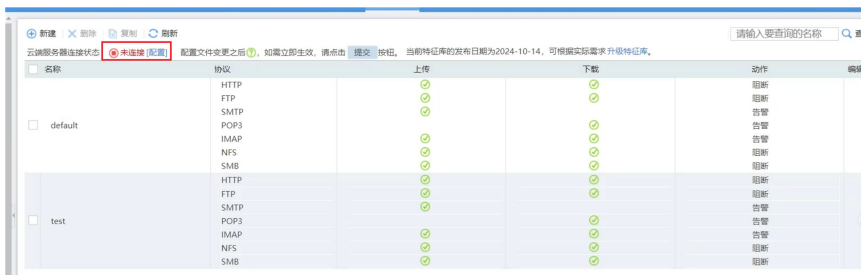 新建 删除 复制 刷新 请输入要查询的名称
云端服务器连接状态 未连接 [配置] 配置文件变更之后 ，如需立即生效，请点击 提交 按钮。 当前特征库的发布日期为2024-10-14，可根据实际需求 升级特征库。
名称 协议 上传 下载 动作
HTTP 阻断
FTP 阻断
SMTP 告警
default POP3 告警
IMAP 告警
NFS 阻断
SMB 阻断
HTTP 阻断
FTP 阻断
SMTP 告警
test POP3 告警
IMAP 告警
NFS 阻断
SMB 阻断